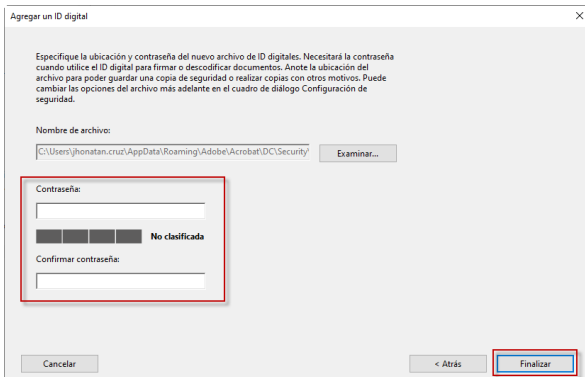 Agregar un ID digital
Especifique la ubicación y contraseña del nuevo archivo de ID digitales. Necesitará la contraseña
cuando utilice el ID digital para firmar o descodificar documentos. Anote la ubicación del
archivo para poder guardar una copia de seguridad o realizar copias con otros motivos. Puede
cambiar las opciones del archivo más adelante en el cuadro de diálogo Configuración de
seguridad.
Nombre de archivo:
C:\Users\jhonatan.cruz\AppData\Roaming\Adobe\Acrobat\DC\Security\
Examinar...
Contraseña:
No clasificada
Confirmar contraseña:
Cancelar
< Atrás
Finalizar